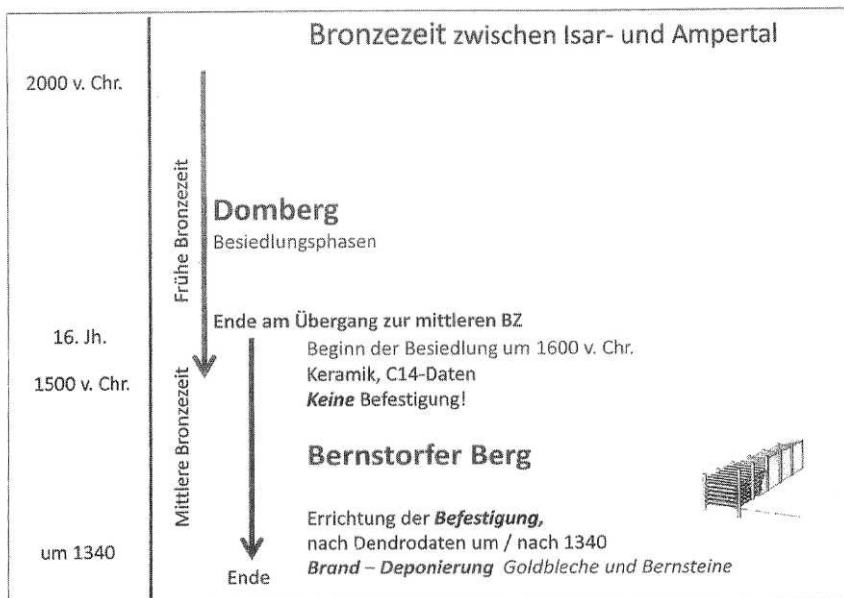 Bronzezeit zwischen Isar- und Ampertal
2000 v. Chr.
Frühe Bronzezeit
Domberg
Besiedlungsphasen
Ende am Übergang zur mittleren BZ
16. Jh.
Beginn der Besiedlung um 1600 v. Chr.
Keramik, C14-Daten
1500 v. Chr.
Keine Befestigung!
Mittlere Bronzezeit
Bernstorfer Berg
Errichtung der Befestigung,
nach Dendrodaten um / nach 1340
um 1340
Brand – Deponierung Goldbleche und Bernsteine
Ende